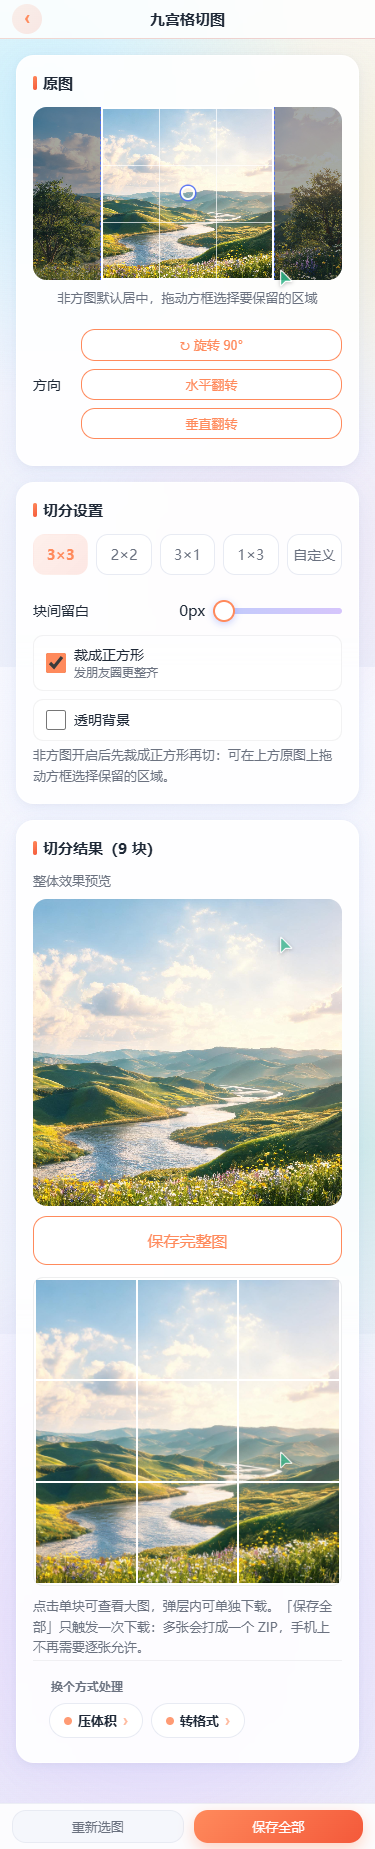 ‹
九宫格切图
原图
非方图默认居中，拖动方框选择要保留的区域
方向
↻ 旋转 90°
水平翻转
垂直翻转
切分设置
3×3
2×2
3×1
1×3
自定义
块间留白
0px
裁成正方形
发朋友圈更整齐
透明背景
非方图开启后先裁成正方形再切：可在上方原图上拖
动方框选择保留的区域。
切分结果（9 块）
整体效果预览
保存完整图
点击单块可查看大图，弹层内可单独下载。「保存全
部」只触发一次下载：多张会打成一个 ZIP，手机上
不再需要逐张允许。
换个方式处理
压体积 ›
转格式 ›
重新选图
保存全部